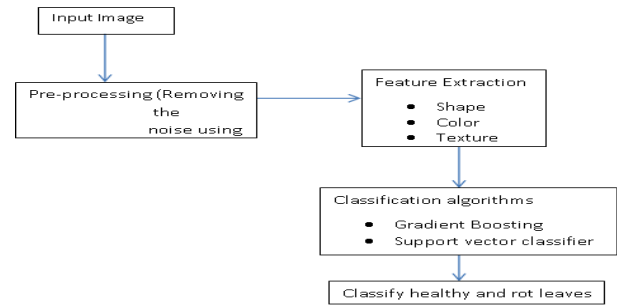 Input Image
Pre-processing (Removing
the
noise using
Feature Extraction
● Shape
● Color
● Texture
Classification algorithms
● Gradient Boosting
● Support vector classifier
Classify healthy and rot leaves